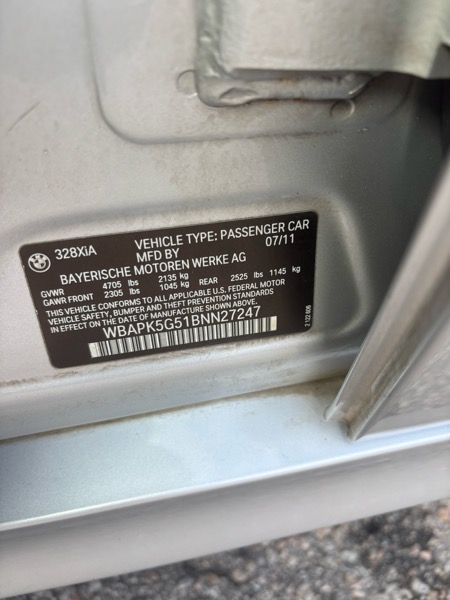 328XiA VEHICLE TYPE: PASSENGER CAR
MFD BY 07/11
BAYERISCHE MOTOREN WERKE AG
GVWR 4705 lbs 2135 kg
GAWR FRONT 2305 lbs 1045 kg REAR 2525 lbs 1145 kg
THIS VEHICLE CONFORMS TO ALL APPLICABLE U.S. FEDERAL MOTOR
VEHICLE SAFETY, BUMPER AND THEFT PREVENTION STANDARDS
IN EFFECT ON THE DATE OF MANUFACTURE SHOWN ABOVE.
WBAPK5G51BNN27247